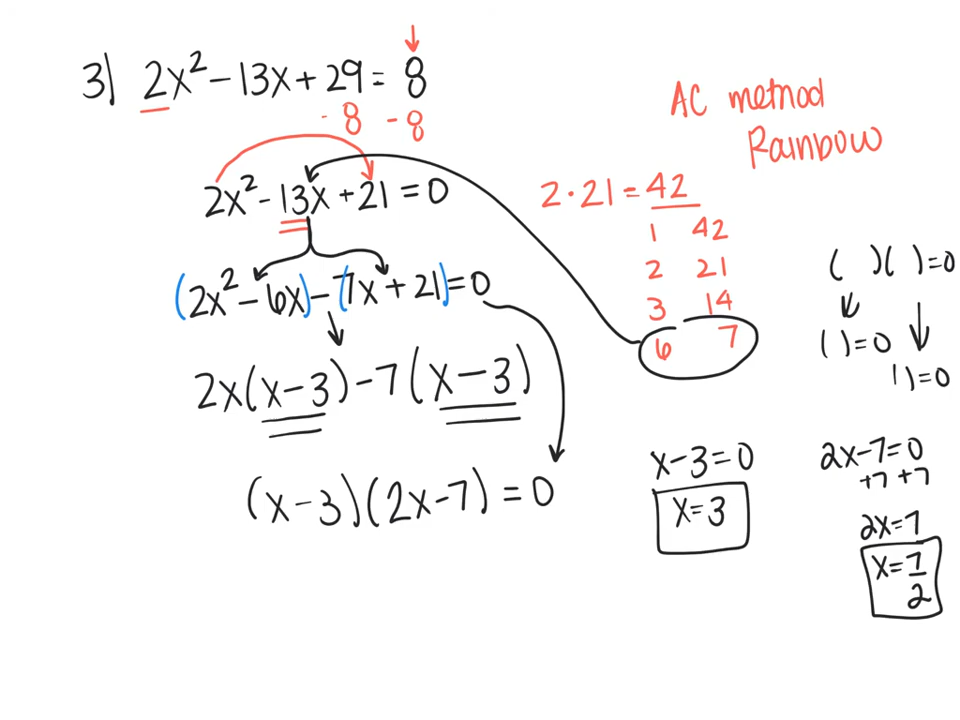 3) 2x² - 13x + 29 = 8
- 8 - 8
2x² - 13x + 21 = 0
(2x² - 6x) - (7x + 21) = 0
2x(x-3) - 7(x-3)
(x-3)(2x-7) = 0
AC method
Rainbow
2·21 = 42
1 42
2 21
3 14
6 7
( )( ) = 0
( ) = 0
( ) = 0
x - 3 = 0
x = 3
2x - 7 = 0
+7 +7
2x = 7
x = 7/2